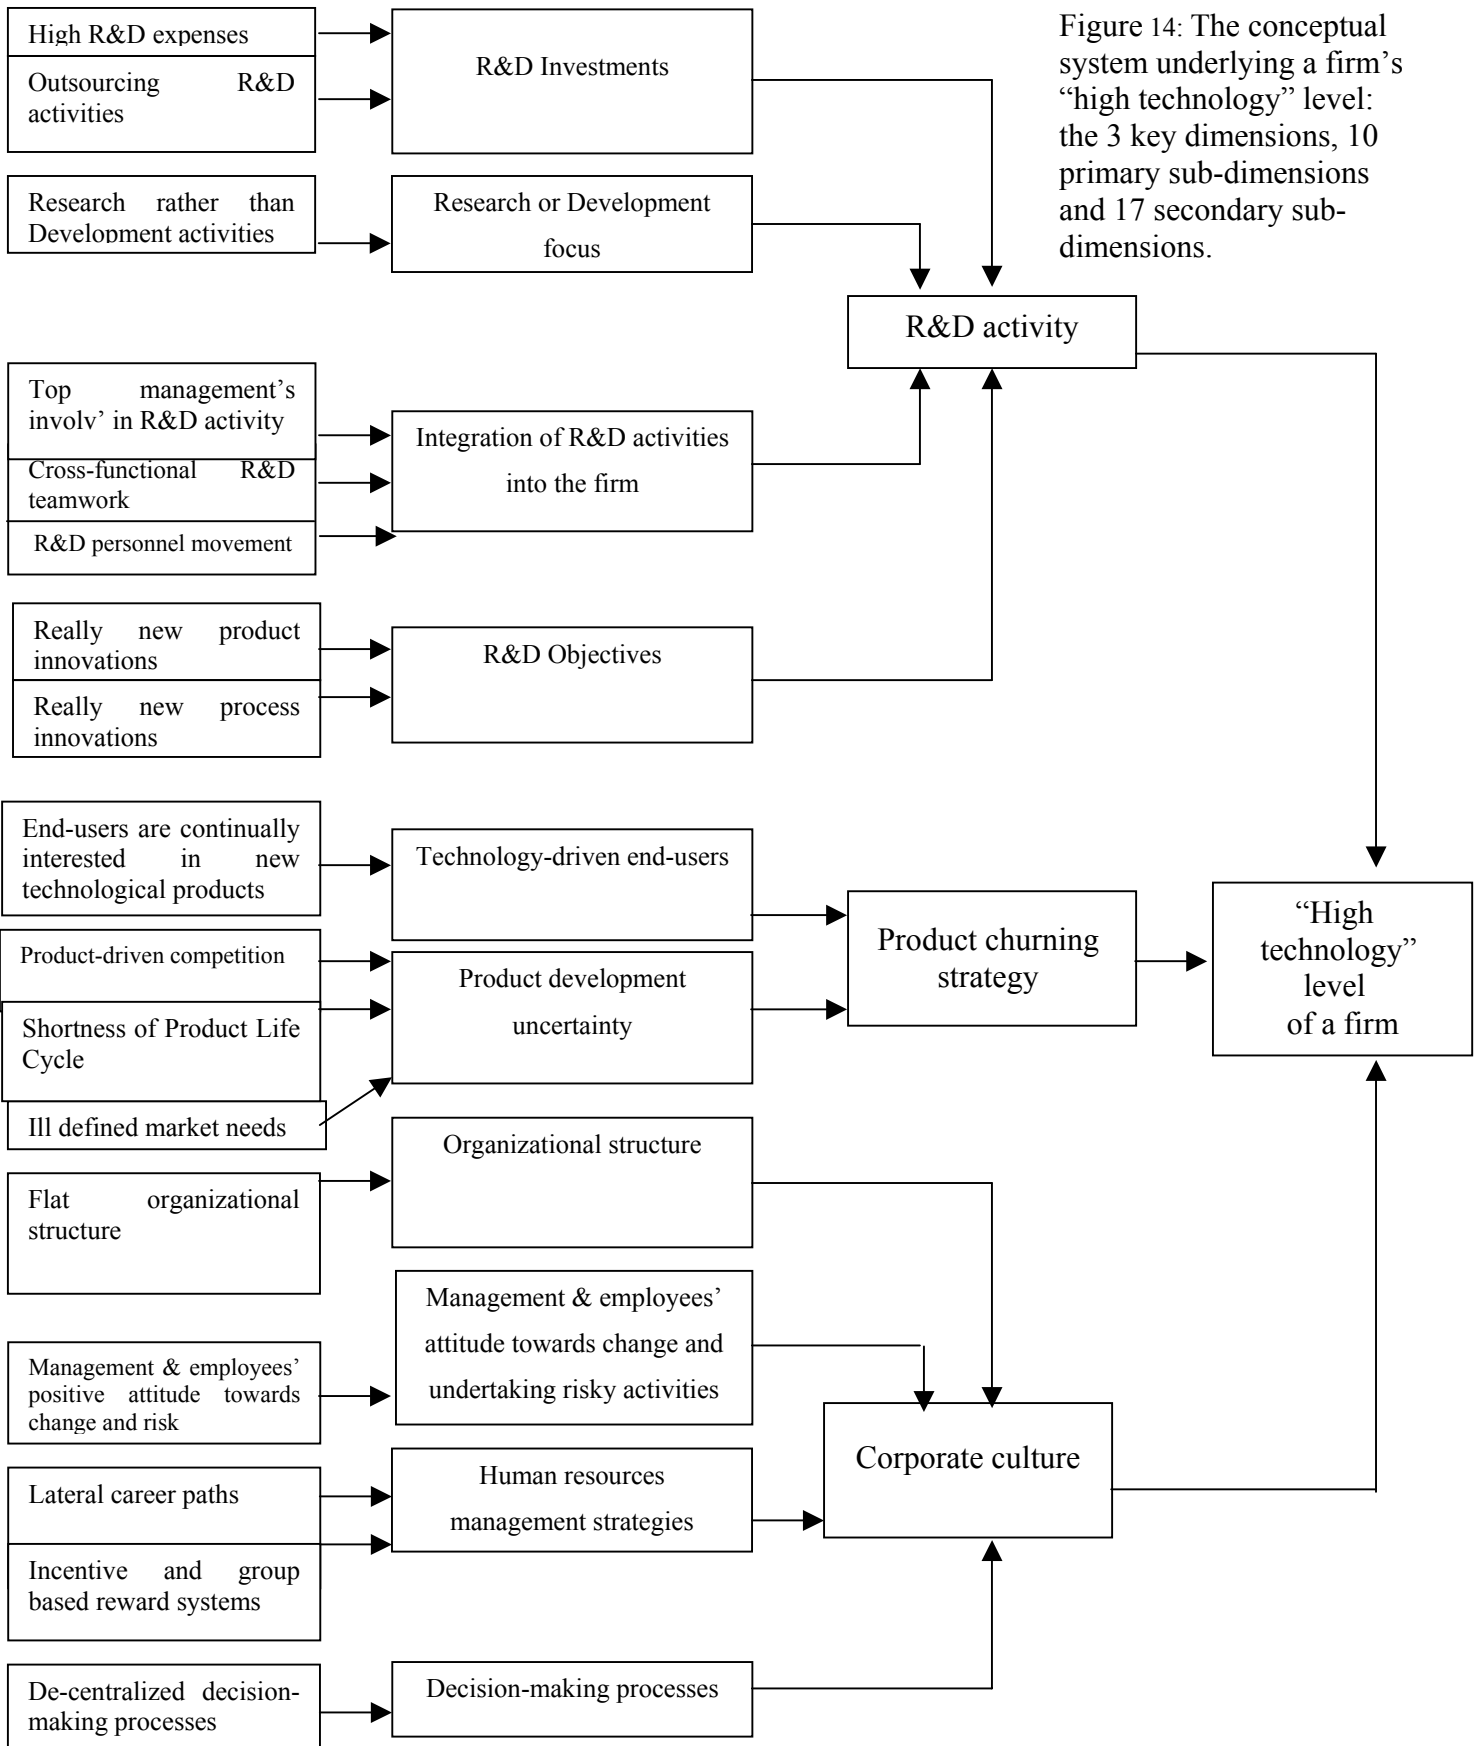 High R&D expenses
Outsourcing R&D
activities
R&D Investments
Figure 14: The conceptual
system underlying a firm’s
“high technology” level:
the 3 key dimensions, 10
primary sub-dimensions
and 17 secondary sub-
dimensions.
Research rather than
Development activities
Research or Development
focus
R&D activity
Top management’s
involv’ in R&D activity
Cross-functional R&D
teamwork
R&D personnel movement
Integration of R&D activities
into the firm
Really new product
innovations
Really new process
innovations
R&D Objectives
End-users are continually
interested in new
technological products
Technology-driven end-users
Product-driven competition
Shortness of Product Life
Cycle
Ill defined market needs
Product development
uncertainty
Product churning
strategy
“High
technology”
level
of a firm
Flat organizational
structure
Organizational structure
Management & employees’
positive attitude towards
change and risk
Management & employees’
attitude towards change and
undertaking risky activities
Corporate culture
Lateral career paths
Incentive and group
based reward systems
Human resources
management strategies
De-centralized decision-
making processes
Decision-making processes